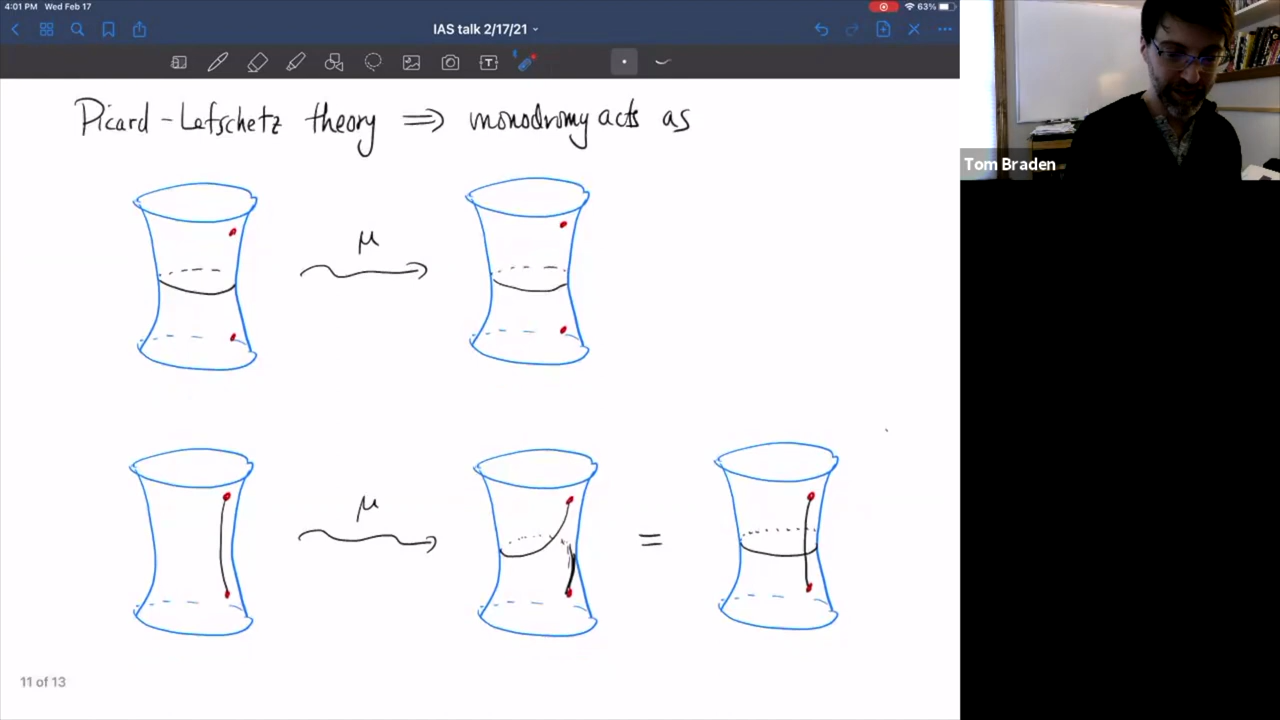 4:01 PM Wed Feb 17
63%
IAS talk 2/17/21
Picard-Lefschetz theory ⇒ monodromy acts as
Tom Braden
μ
μ
=
11 of 13